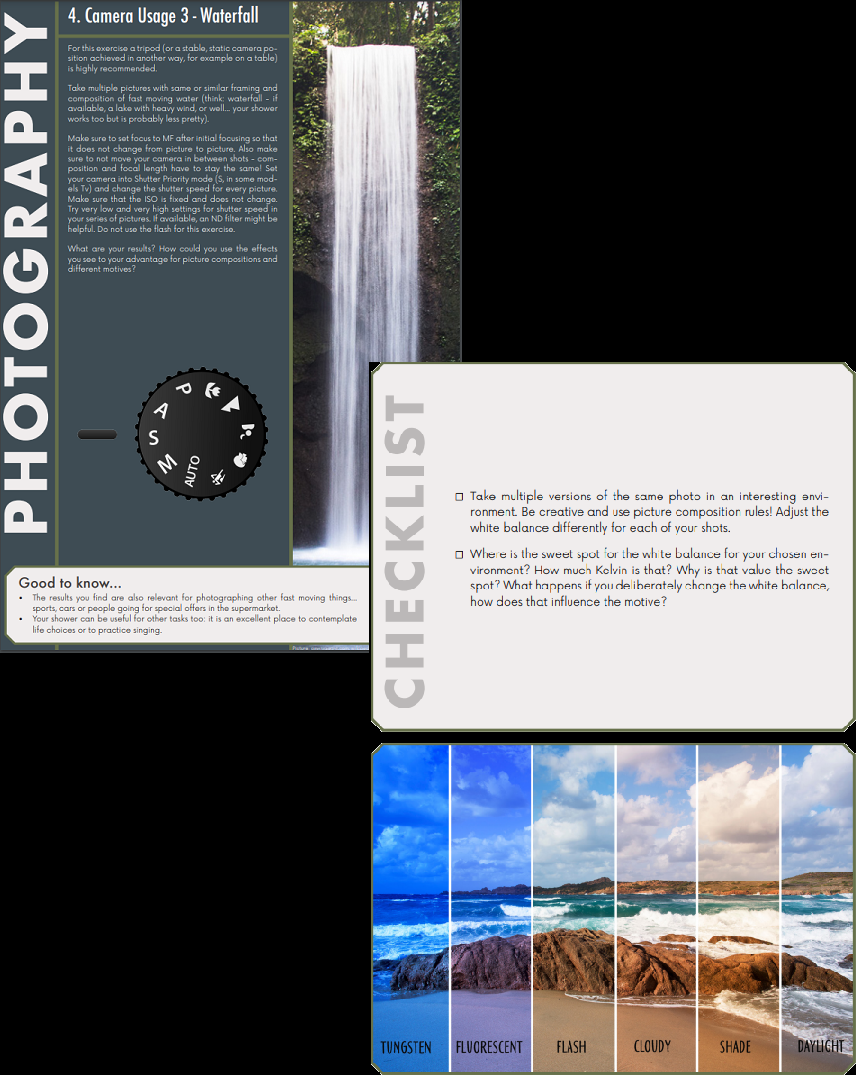 PHOTOGRAPHY
4. Camera Usage 3 - Waterfall
For this exercise a tripod (or a stable, static camera po-
sition achieved in another way, for example on a table)
is highly recommended.
Take multiple pictures with same or similar framing and
composition of fast moving water (think: waterfall – if
available, a lake with heavy wind, or well... your shower
works too but is probably less pretty).
Make sure to set focus to MF after initial focusing so that
it does not change from picture to picture. Also make
sure to not move your camera in between shots – com-
position and focal length have to stay the same! Set
your camera into Shutter Priority mode (S, in some mod-
els Tv) and change the shutter speed for every picture.
Make sure that the ISO is fixed and does not change.
Try very low and very high settings for shutter speed in
your series of pictures. If available, an ND filter might be
helpful. Do not use the flash for this exercise.
What are your results? How could you use the effects
you see to your advantage for picture compositions and
different motives?
P
A
S
M
AUTO
Good to know...
• The results you find are also relevant for photographing other fast moving things...
sports, cars or people going for special offers in the supermarket.
• Your shower can be useful for other tasks too: it is an excellent place to contemplate
life choices or to practice singing.
CHECKLIST
Take multiple versions of the same photo in an interesting envi-
ronment. Be creative and use picture composition rules! Adjust the
white balance differently for each of your shots.
Where is the sweet spot for the white balance for your chosen en-
vironment? How much Kelvin is that? Why is that value the sweet
spot? What happens if you deliberately change the white balance,
how does that influence the motive?
TUNGSTEN
FLUORESCENT
FLASH
CLOUDY
SHADE
DAYLIGHT